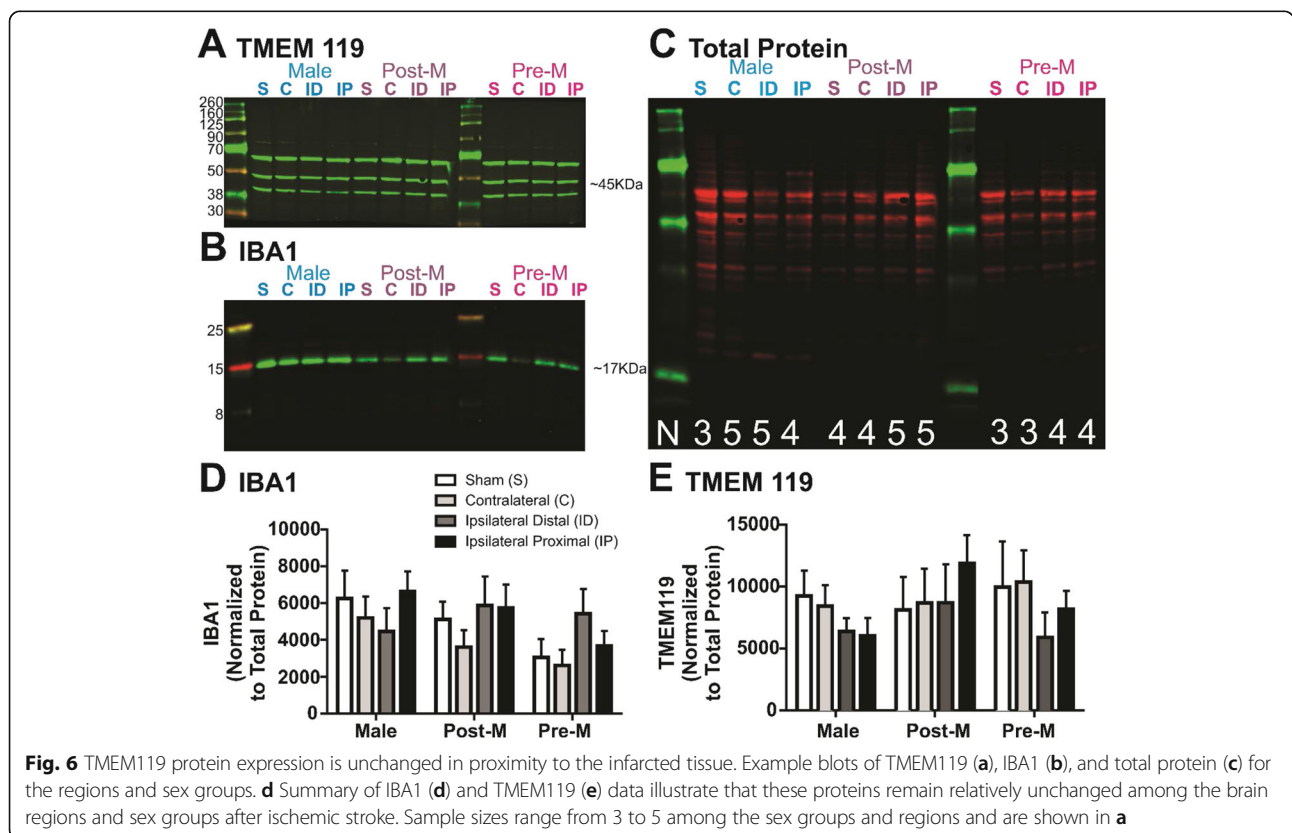 A TMEM 119
Male Post-M Pre-M
S C ID IP S C ID IP S C ID IP
260
160
125
90
70
50
38
30
~45KDa
B IBA1
Male Post-M Pre-M
S C ID IP S C ID IP S C ID IP
25
15
8
~17KDa
C Total Protein
Male Post-M Pre-M
S C ID IP S C ID IP S C ID IP
N 3 5 5 4 4 4 5 5 3 3 4 4
D IBA1
Sham (S)
Contralateral (C)
Ipsilateral Distal (ID)
Ipsilateral Proximal (IP)
IBA1
(Normalized
to Total Protein)
10000
8000
6000
4000
2000
0
Male Post-M Pre-M
E TMEM 119
TMEM119
(Normalized
to Total Protein)
15000
10000
5000
0
Male Post-M Pre-M
Fig. 6 TMEM119 protein expression is unchanged in proximity to the infarcted tissue. Example blots of TMEM119 (a), IBA1 (b), and total protein (c) for
the regions and sex groups. d Summary of IBA1 (d) and TMEM119 (e) data illustrate that these proteins remain relatively unchanged among the brain
regions and sex groups after ischemic stroke. Sample sizes range from 3 to 5 among the sex groups and regions and are shown in a